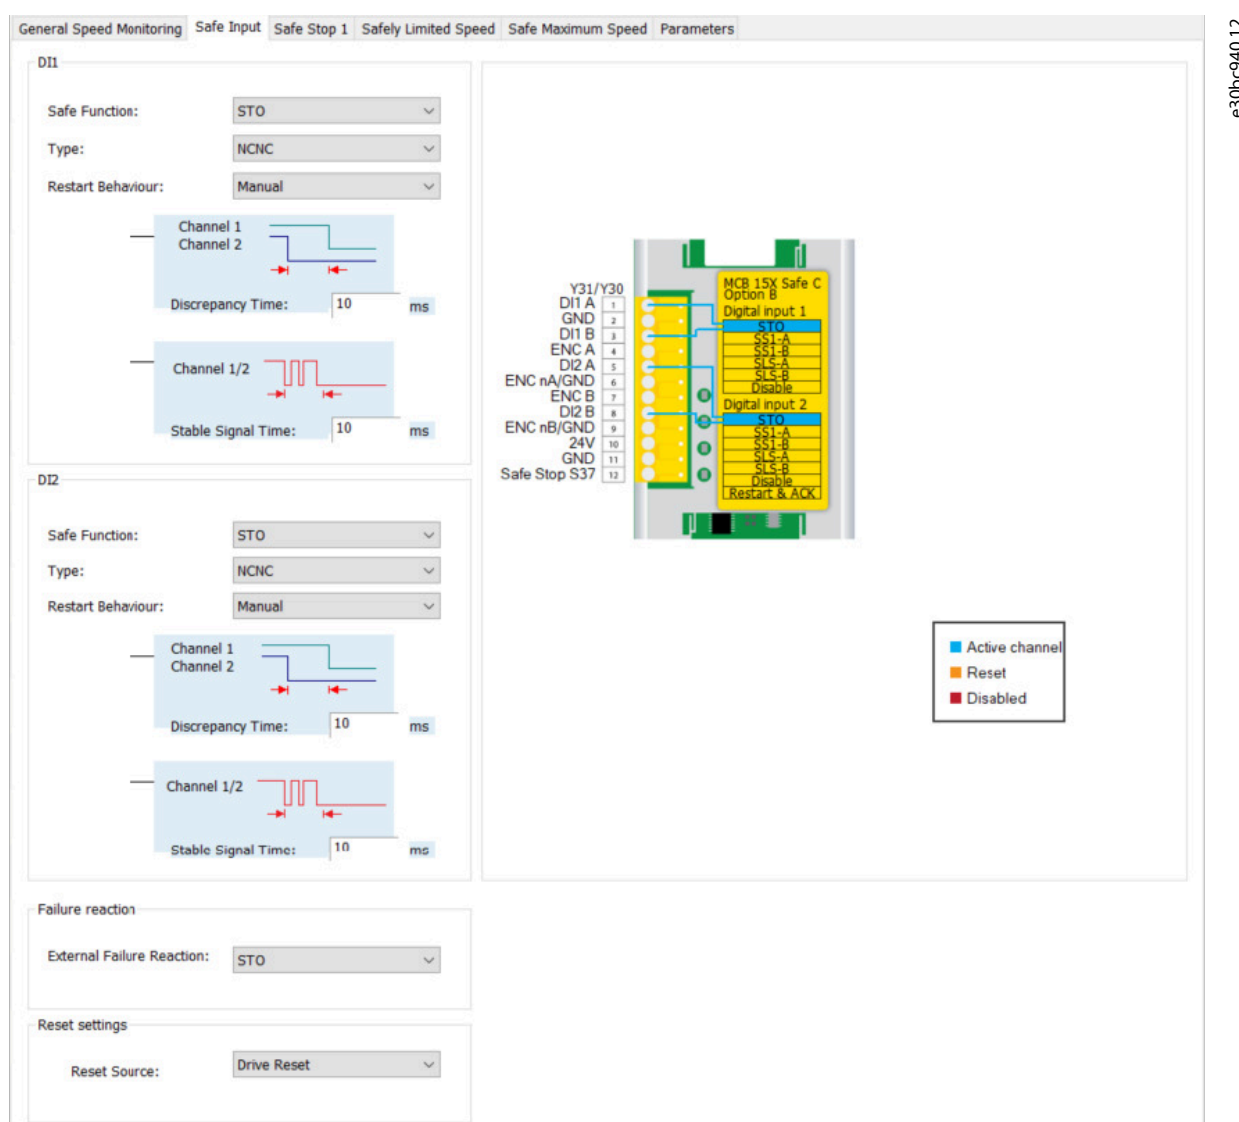 General Speed Monitoring Safe Input Safe Stop 1 Safely Limited Speed Safe Maximum Speed Parameters
e30bc940.12
DI1
Safe Function: STO
Type: NCNC
Restart Behaviour: Manual
Channel 1
Channel 2
Discrepancy Time: 10 ms
Channel 1/2
Stable Signal Time: 10 ms
DI2
Safe Function: STO
Type: NCNC
Restart Behaviour: Manual
Channel 1
Channel 2
Discrepancy Time: 10 ms
Channel 1/2
Stable Signal Time: 10 ms
Failure reaction
External Failure Reaction: STO
Reset settings
Reset Source: Drive Reset
Y31/Y30
DI1 A 1
GND 2
DI1 B 3
ENC A 4
DI2 A 5
ENC nA/GND 6
ENC B 7
DI2 B 8
ENC nB/GND 9
24V 10
GND 11
Safe Stop S37 12
MCB 15X Safe C
Option B
Digital input 1
STO
SS1-A
SS1-B
SLS-A
SLS-B
Disable
Digital input 2
STO
SS1-A
SS1-B
SLS-A
SLS-B
Disable
Restart & ACK
Active channel
Reset
Disabled